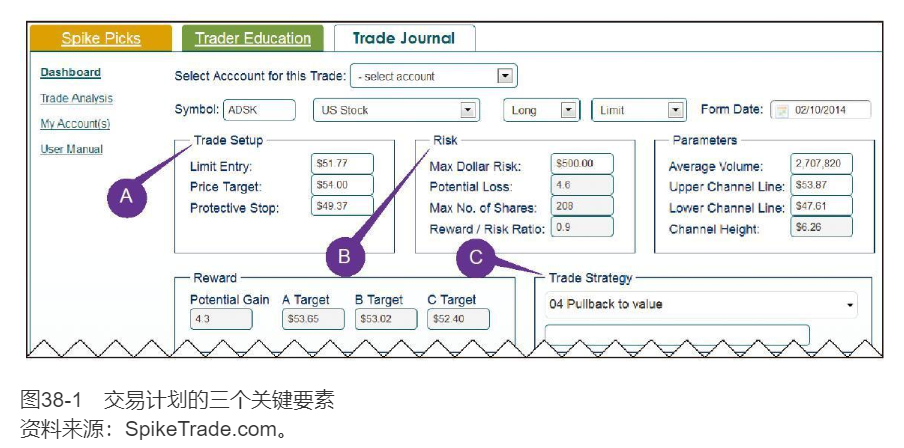 Spike Picks Trader Education Trade Journal
Dashboard
Trade Analysis
My Account(s)
User Manual
Select Acccount for this Trade: - select account
Symbol: ADSK US Stock Long Limit Form Date: 02/10/2014
A
Trade Setup
Limit Entry: $51.77
Price Target: $54.00
Protective Stop: $49.37
B
Risk
Max Dollar Risk: $500.00
Potential Loss: 4.6
Max No. of Shares: 208
Reward / Risk Ratio: 0.9
Parameters
Average Volume: 2,707,820
Upper Channel Line: $53.87
Lower Channel Line: $47.61
Channel Height: $6.26
Reward
Potential Gain A Target B Target C Target
4.3 $53.65 $53.02 $52.40
C
Trade Strategy
04 Pullback to value
图38-1 交易计划的三个关键要素
资料来源：SpikeTrade.com。